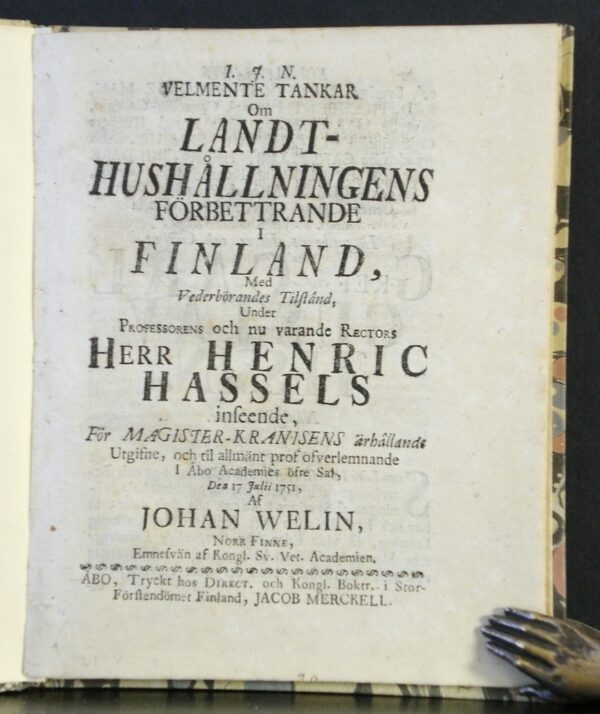 I. J. N.
VELMENTE TANKAR
Om
LANDT-
HUSHÅLLNINGENS
FÖRBETTRANDE
I
FINLAND,
Med
Vederbörandes Tilſtånd,
Under
PROFESSORENS och nu varande RECTORS
HERR HENRIC
HASSELS
inſeende,
För MAGISTER-KRANTSENS ärhållande
Utgifne, och til allmänt prof öfverlemnande
I Åbo Academies öfre Sal,
Den 17 Julii 1751,
Af
JOHAN WELIN,
NORR FINNE,
Emneſvän af Kongl. Sv. Vet. Academien.
ÅBO, Tryckt hos DIRECT. och Kongl. Boktr. i Stor-
Förſtendömet Finland, JACOB MERCKELL.